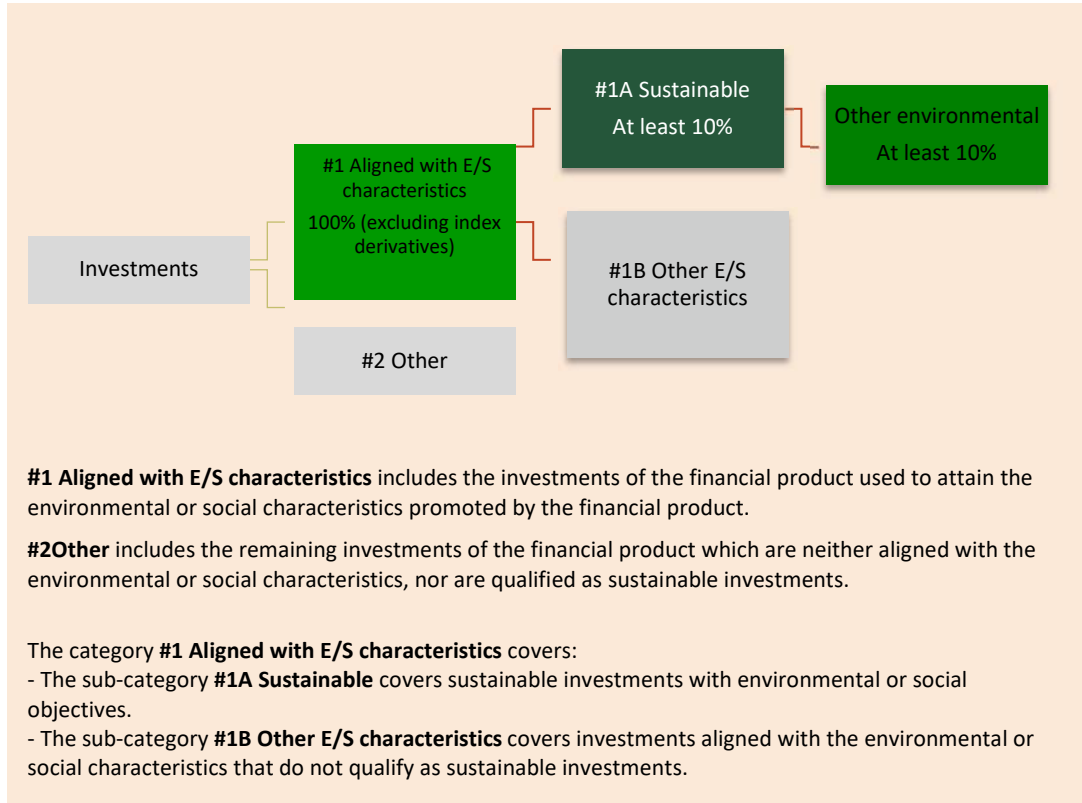 #1A Sustainable
At least 10%
Other environmental
At least 10%
#1 Aligned with E/S
characteristics
100% (excluding index
derivatives)
Investments
#1B Other E/S
characteristics
#2 Other
#1 Aligned with E/S characteristics includes the investments of the financial product used to attain the
environmental or social characteristics promoted by the financial product.
#2Other includes the remaining investments of the financial product which are neither aligned with the
environmental or social characteristics, nor are qualified as sustainable investments.
The category #1 Aligned with E/S characteristics covers:
- The sub-category #1A Sustainable covers sustainable investments with environmental or social
objectives.
- The sub-category #1B Other E/S characteristics covers investments aligned with the environmental or
social characteristics that do not qualify as sustainable investments.